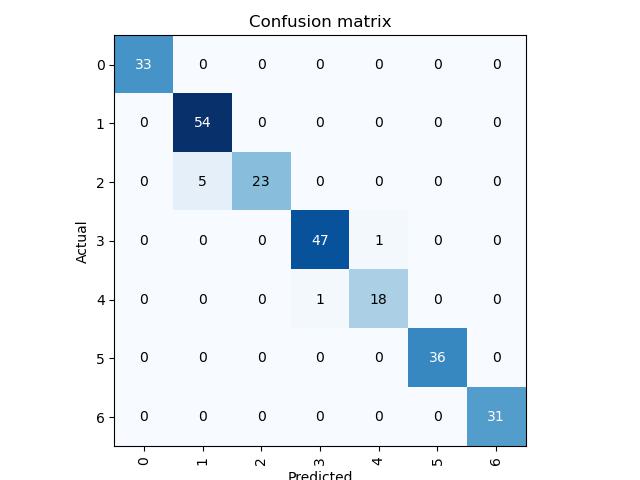 Confusion matrix
0 33 0 0 0 0 0 0
1 0 54 0 0 0 0 0
2 0 5 23 0 0 0 0
Actual
3 0 0 0 47 1 0 0
4 0 0 0 1 18 0 0
5 0 0 0 0 0 36 0
6 0 0 0 0 0 0 31
0 1 2 3 4 5 6
Predicted